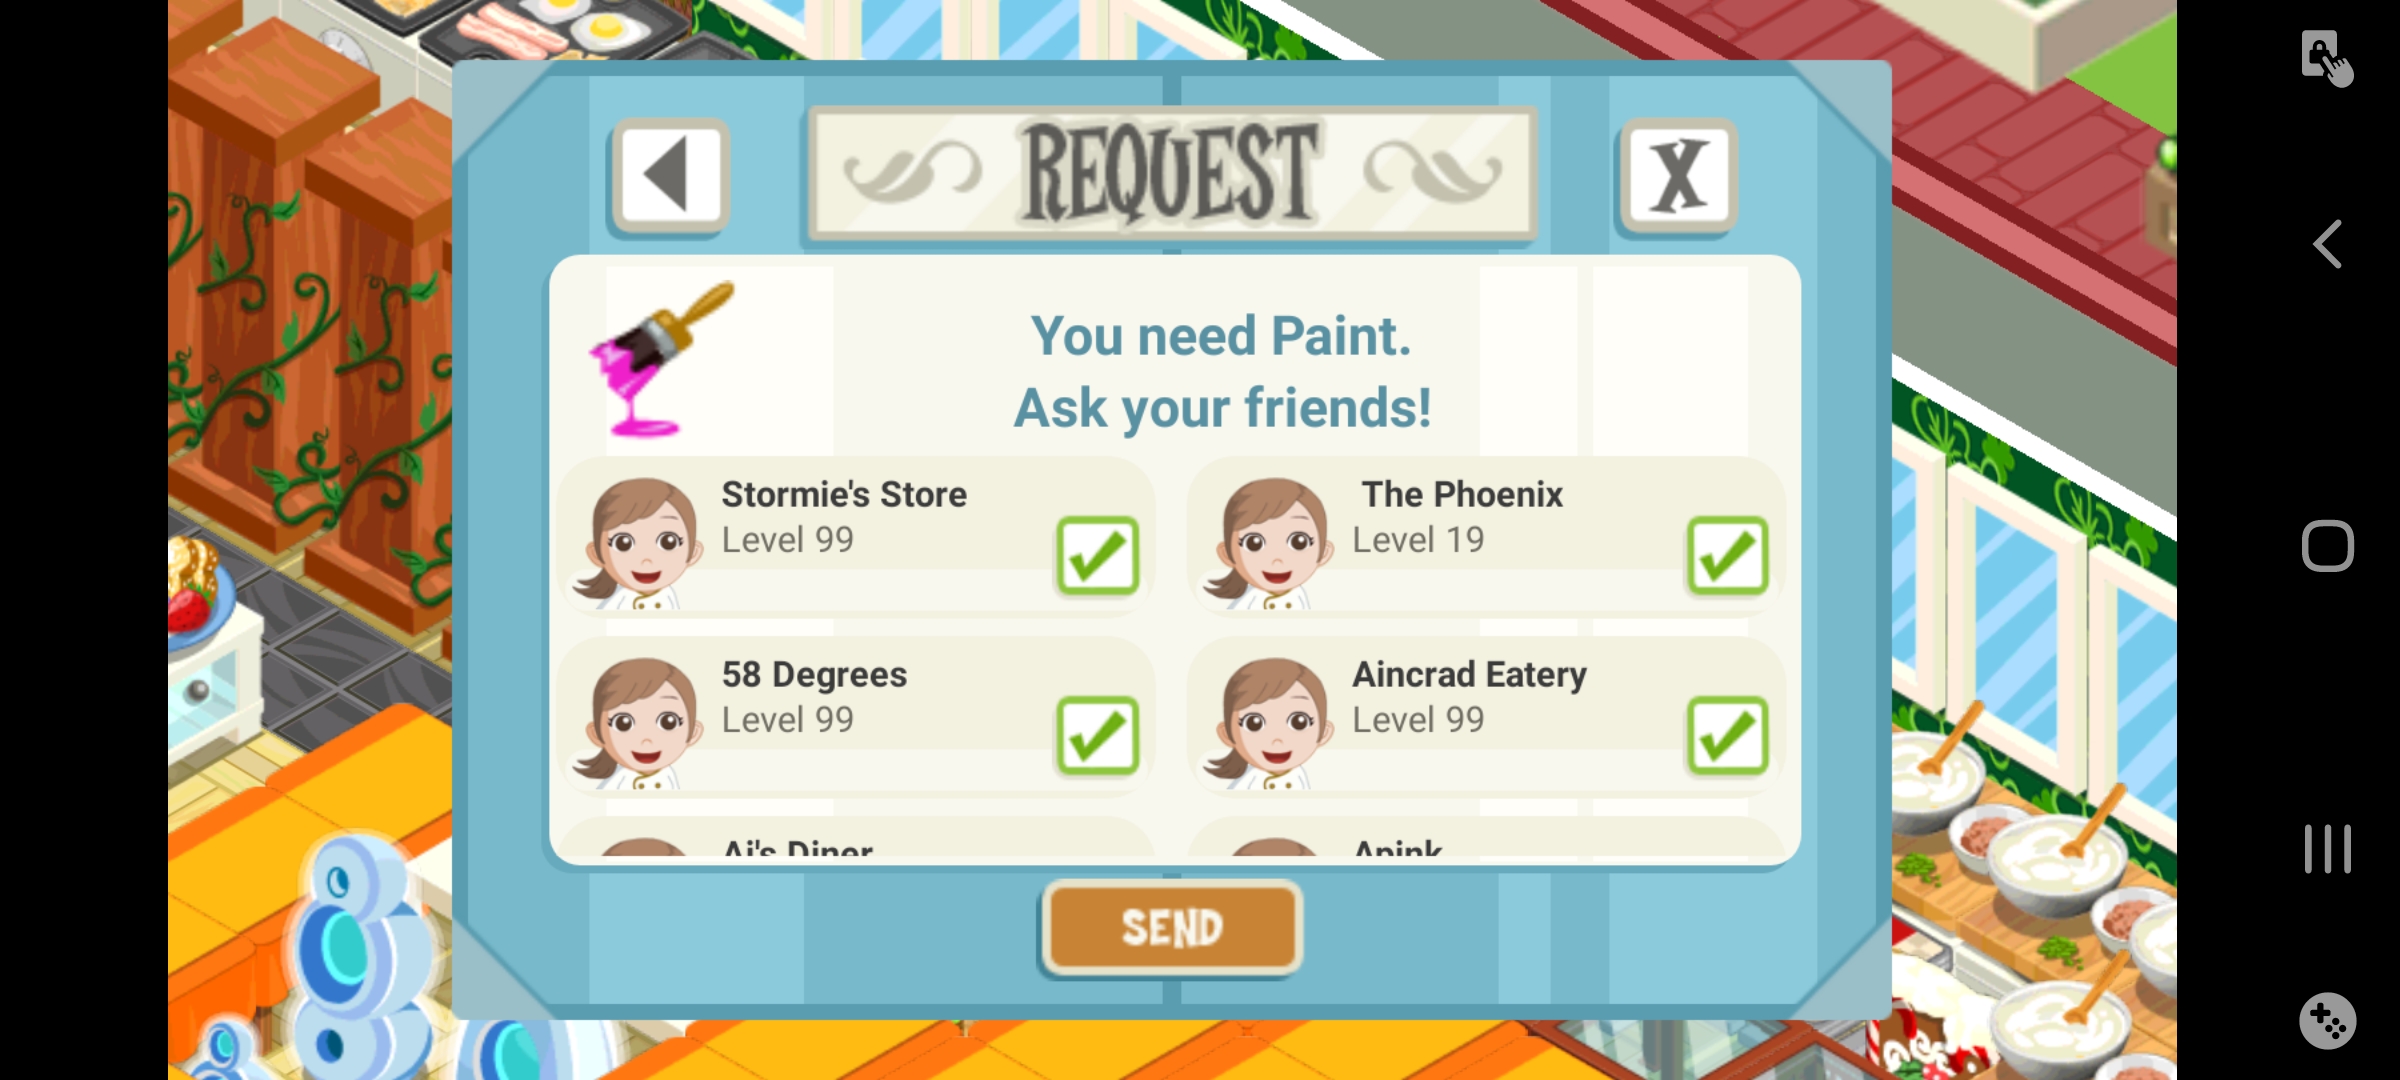 REQUEST
X
You need Paint.
Ask your friends!
Stormie's Store
Level 99
The Phoenix
Level 19
58 Degrees
Level 99
Aincrad Eatery
Level 99
Ai's Diner
Apink
SEND